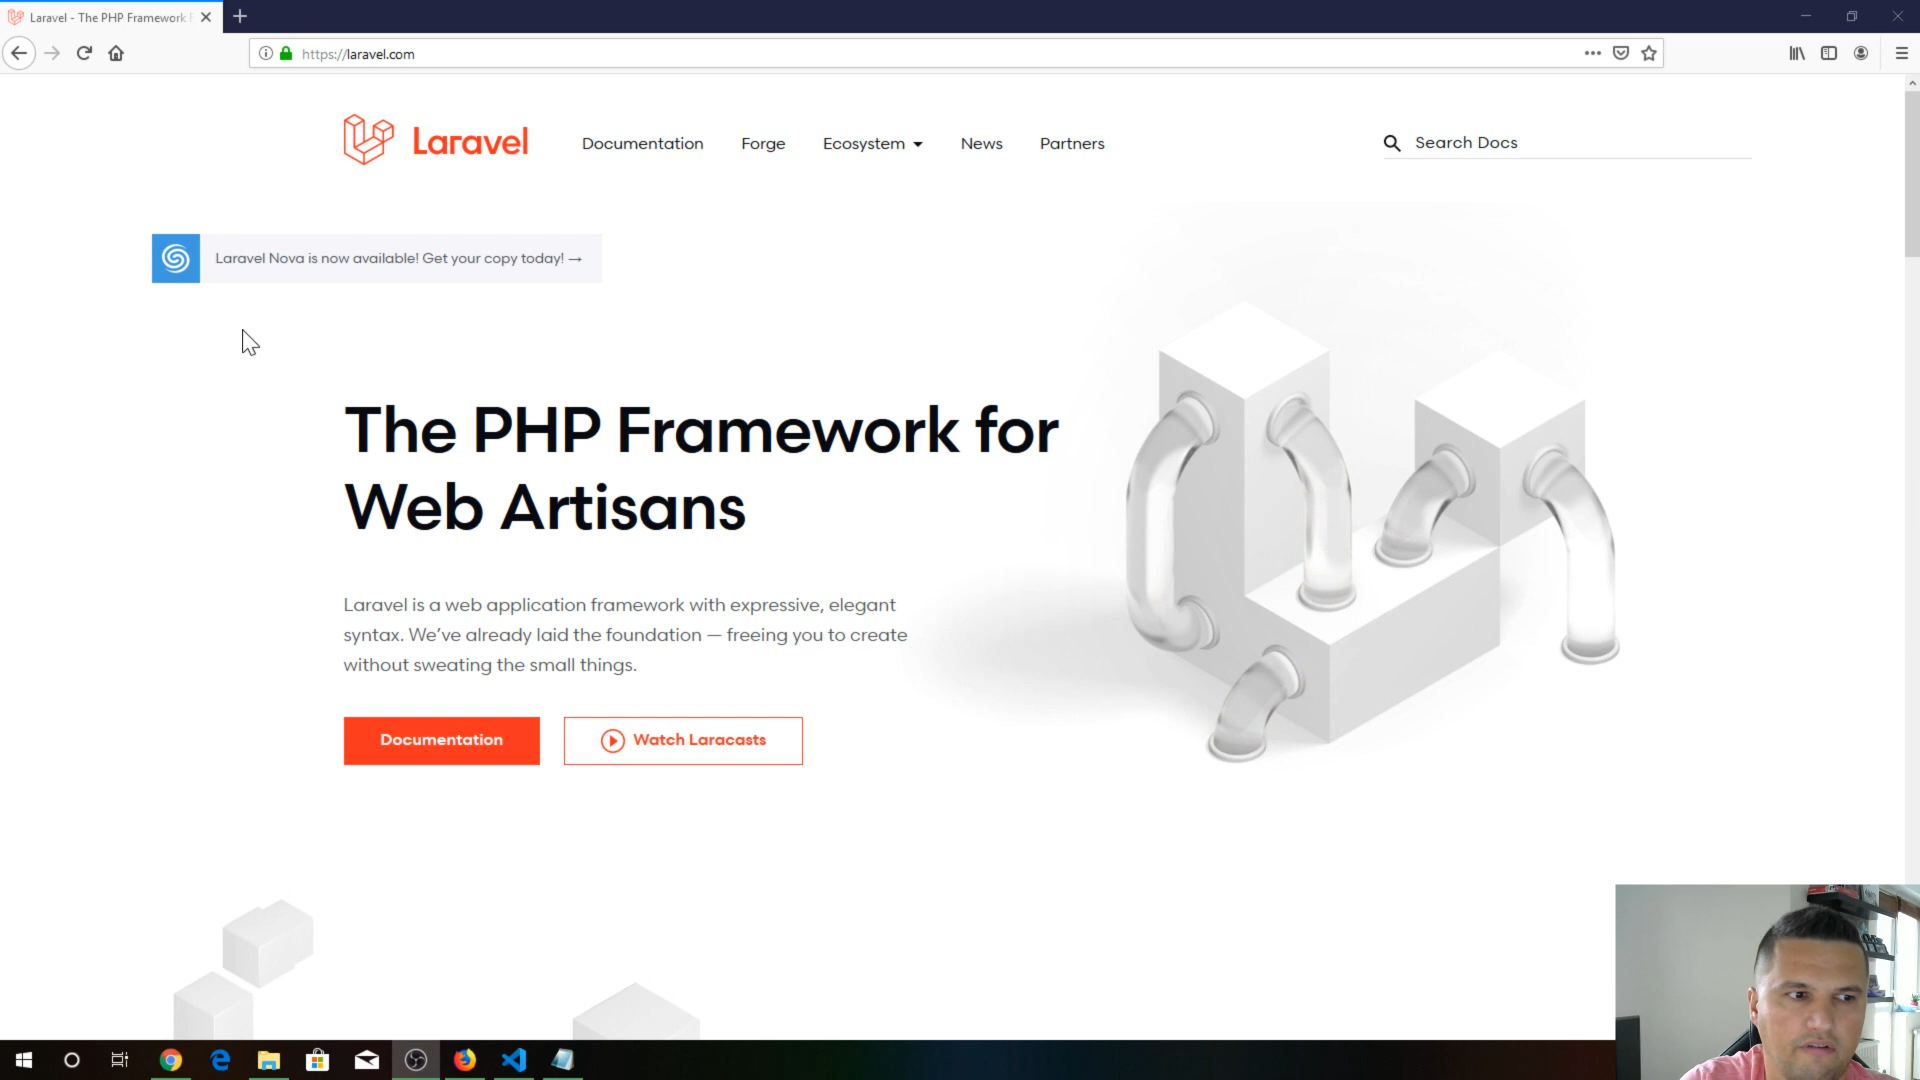 Laravel - The PHP Framework F
https://laravel.com
Laravel
Documentation
Forge
Ecosystem
News
Partners
Search Docs
Laravel Nova is now available! Get your copy today! →
The PHP Framework for
Web Artisans
Laravel is a web application framework with expressive, elegant
syntax. We've already laid the foundation — freeing you to create
without sweating the small things.
Documentation
Watch Laracasts